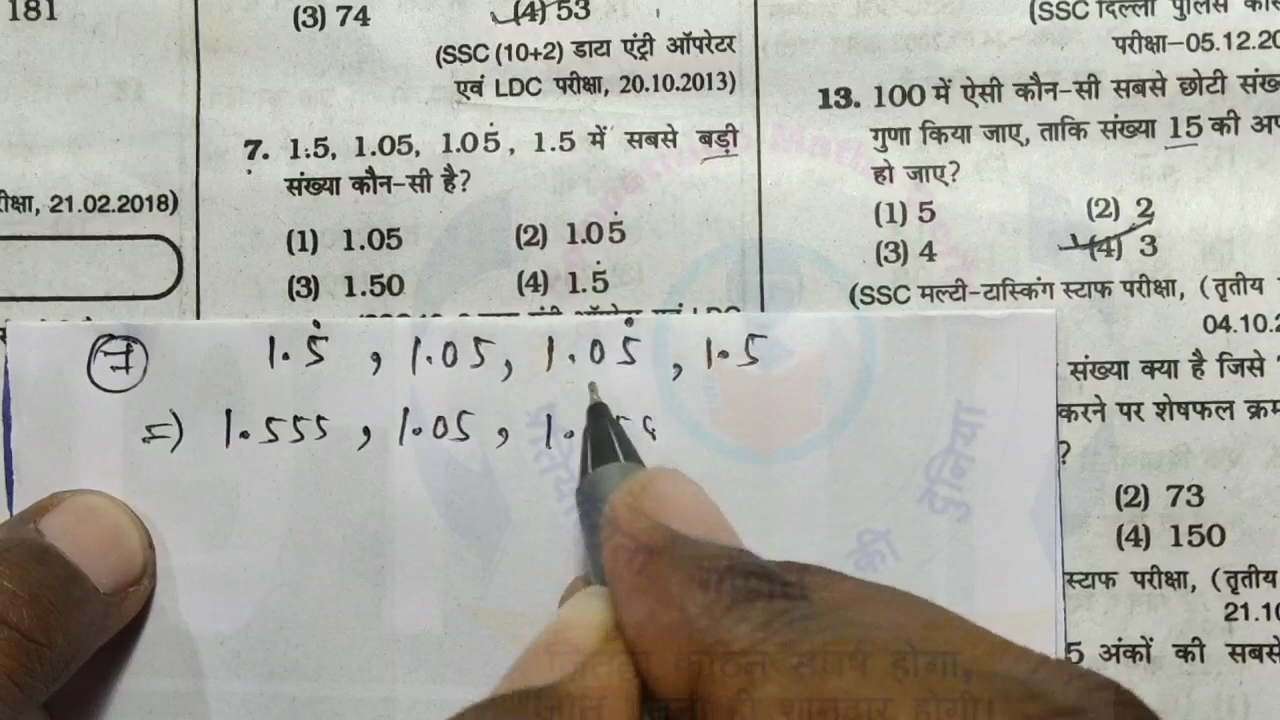 181
(3) 74 (4) 53
(SSC (10+2) डाटा एंट्री ऑपरेटर
एवं LDC परीक्षा, 20.10.2013)
7. 1.5, 1.05, 1.05̇, 1.5 में सबसे बड़ी
संख्या कौन-सी है?
(1) 1.05 (2) 1.05̇
(3) 1.50 (4) 1.5̇
21.02.2018)
(SSC दिल्ली पुलिस
परीक्षा-05.12.20
13. 100 में ऐसी कौन-सी सबसे छोटी
गुणा किया जाए, ताकि संख्या 15 की
हो जाए?
(1) 5 (2) 2
(3) 4 (4) 3
(SSC मल्टी-टास्किंग स्टाफ परीक्षा, (तृतीय
04.10.2
संख्या क्या है जिसे
करने पर शेषफल
?
(2) 73
(4) 150
स्टाफ परीक्षा, (तृतीय
21.10
5 अंकों की सबसे
7 1.5̇ , 1.05, 1.05̇ , 1.5
=) 1.555 , 1.05 , 1.